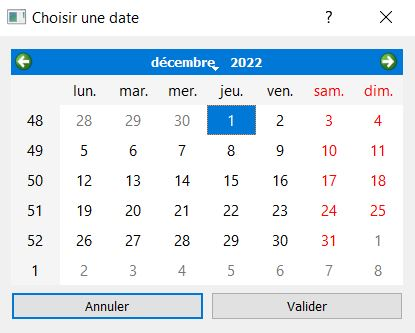 Choisir une date ? ×
décembre 2022
lun. mar. mer. jeu. ven. sam. dim.
48 28 29 30 1 2 3 4
49 5 6 7 8 9 10 11
50 12 13 14 15 16 17 18
51 19 20 21 22 23 24 25
52 26 27 28 29 30 31 1
1 2 3 4 5 6 7 8
Annuler Valider